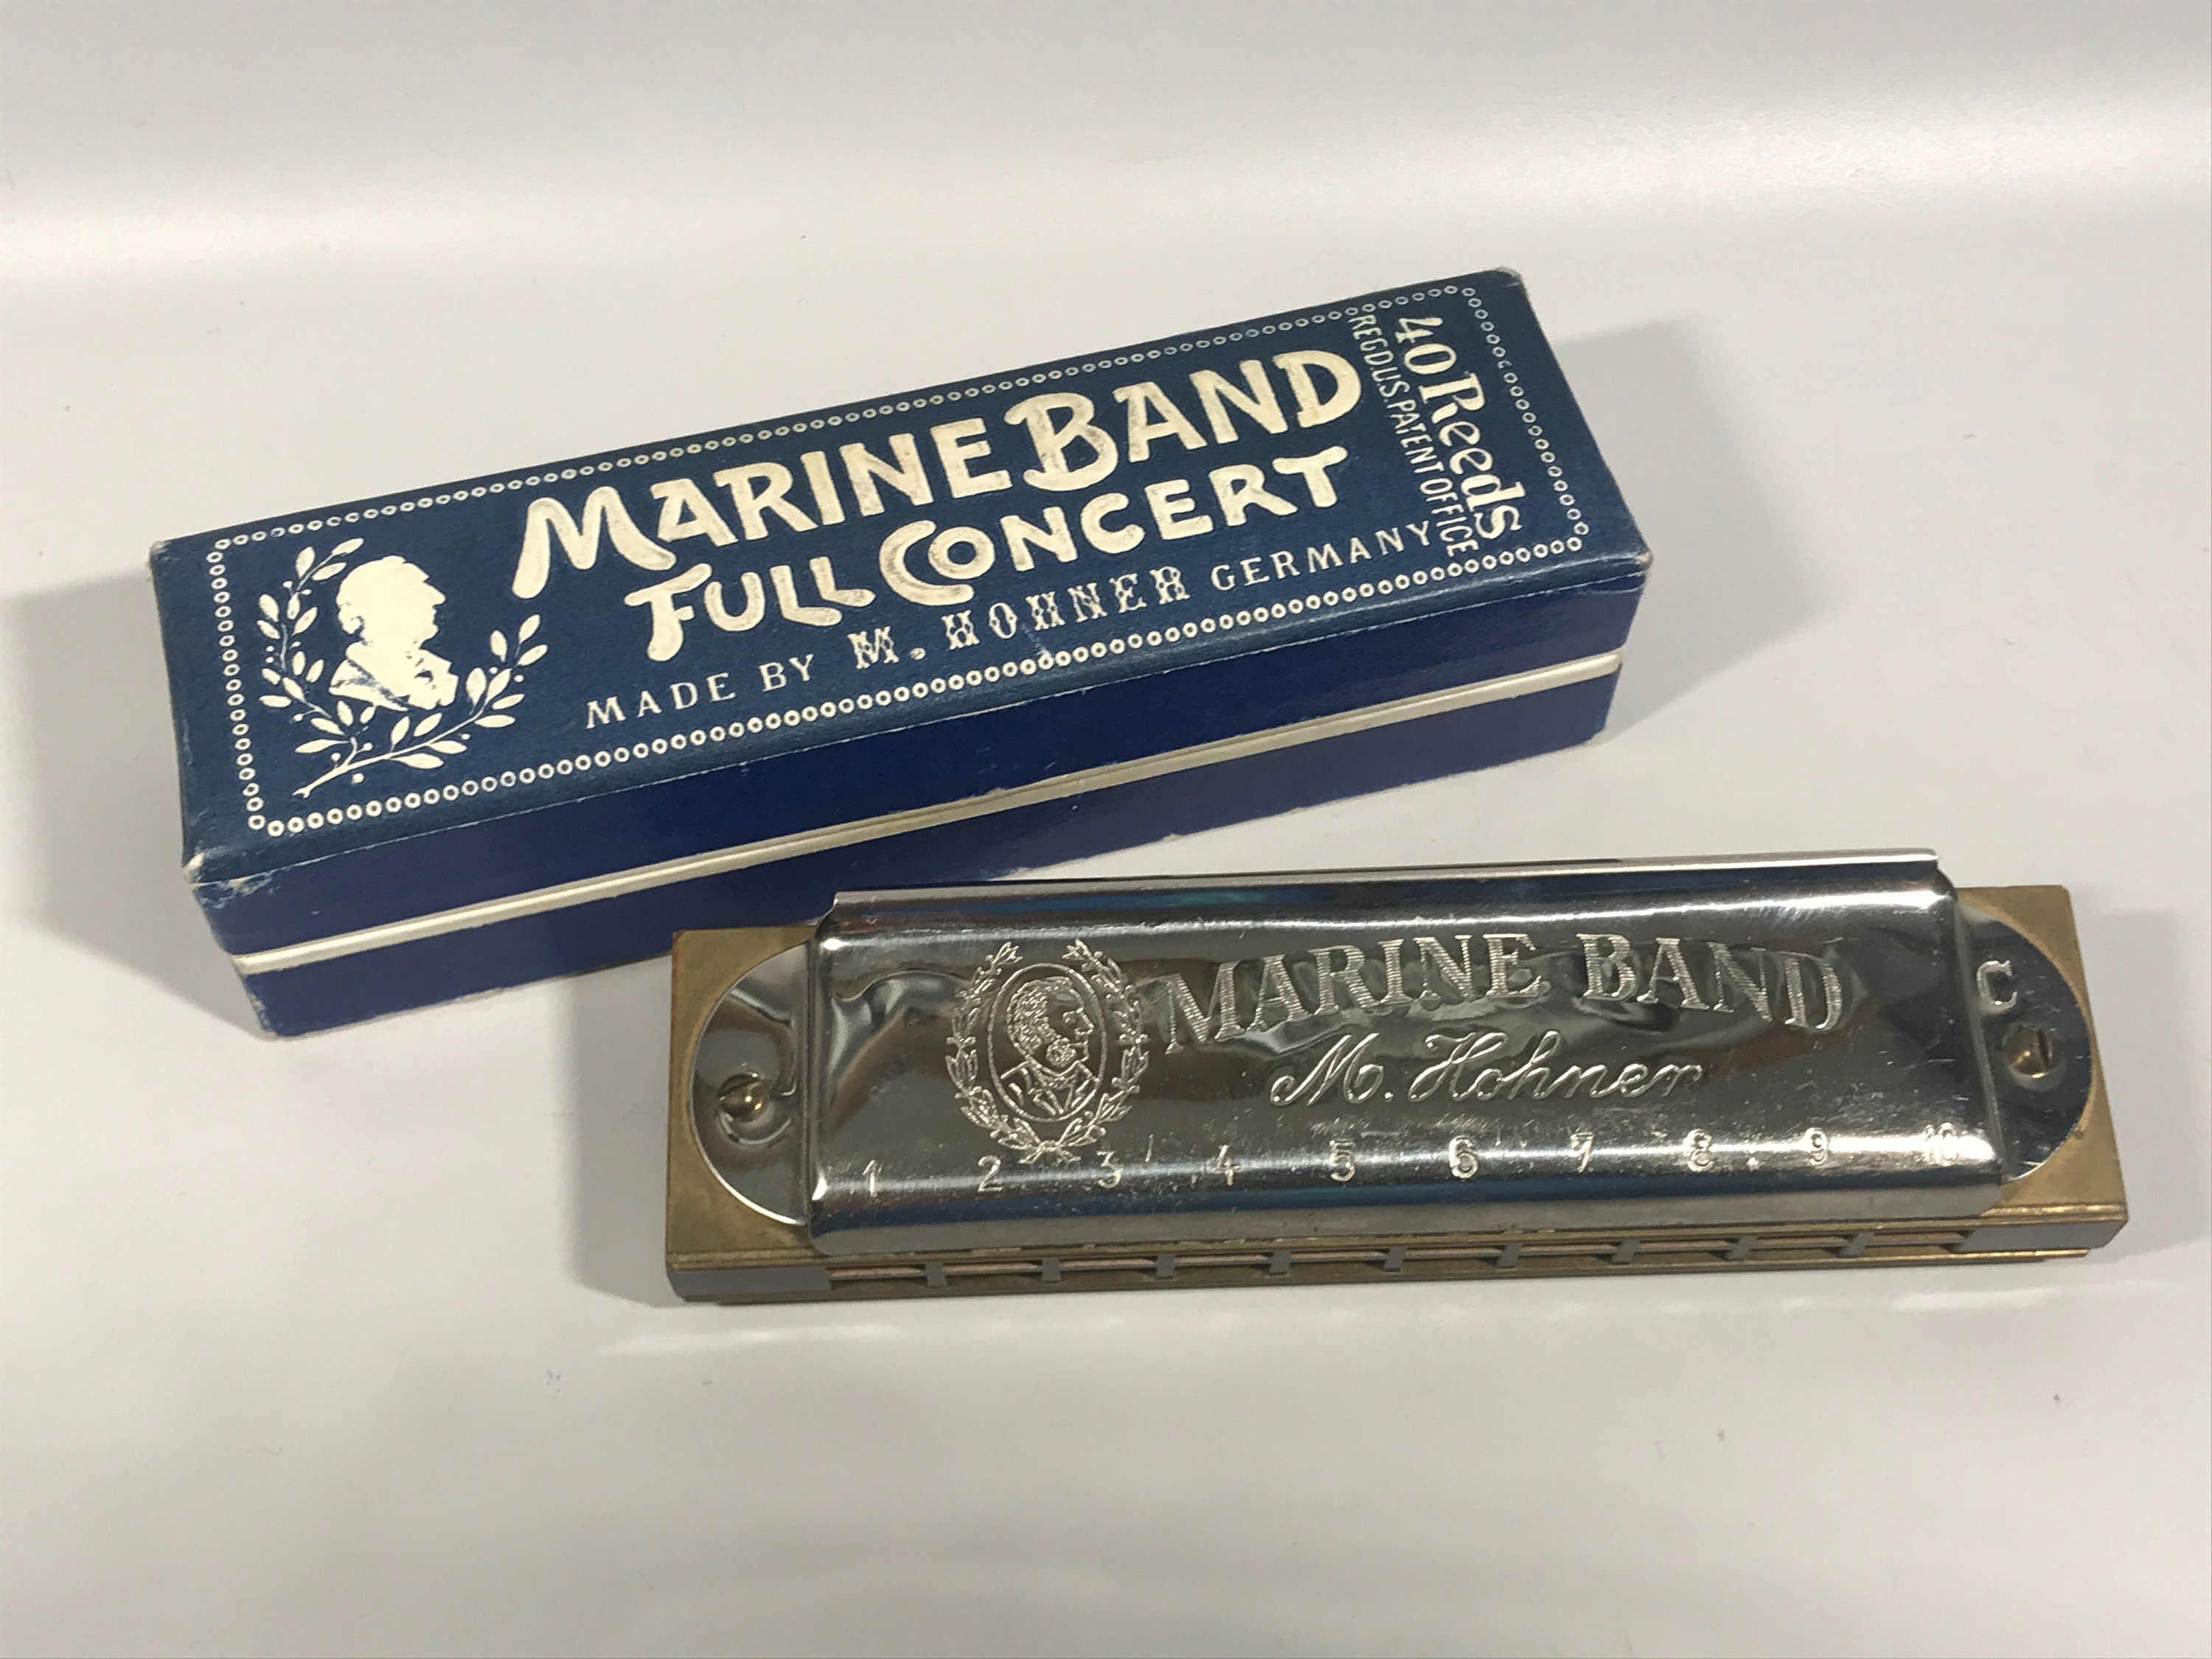 MARINE BAND
FULL CONCERT
MADE BY M. HOHNER GERMANY
40 Reeds
REGD U.S. PATENT OFFICE
MARINE BAND
C
M. Hohner
1 2 3 4 5 6 7 8 9 10